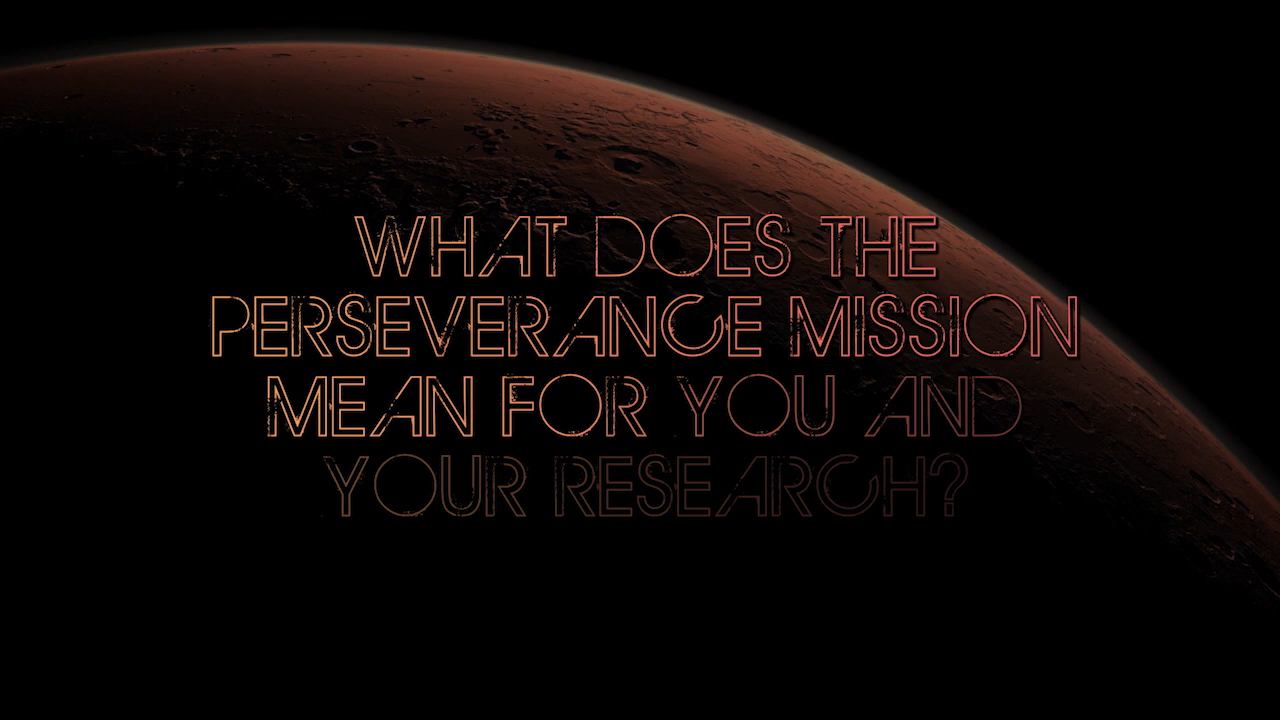 WHAT DOES THE
PERSEVERANCE MISSION
MEAN FOR YOU AND
YOUR RESEARCH?